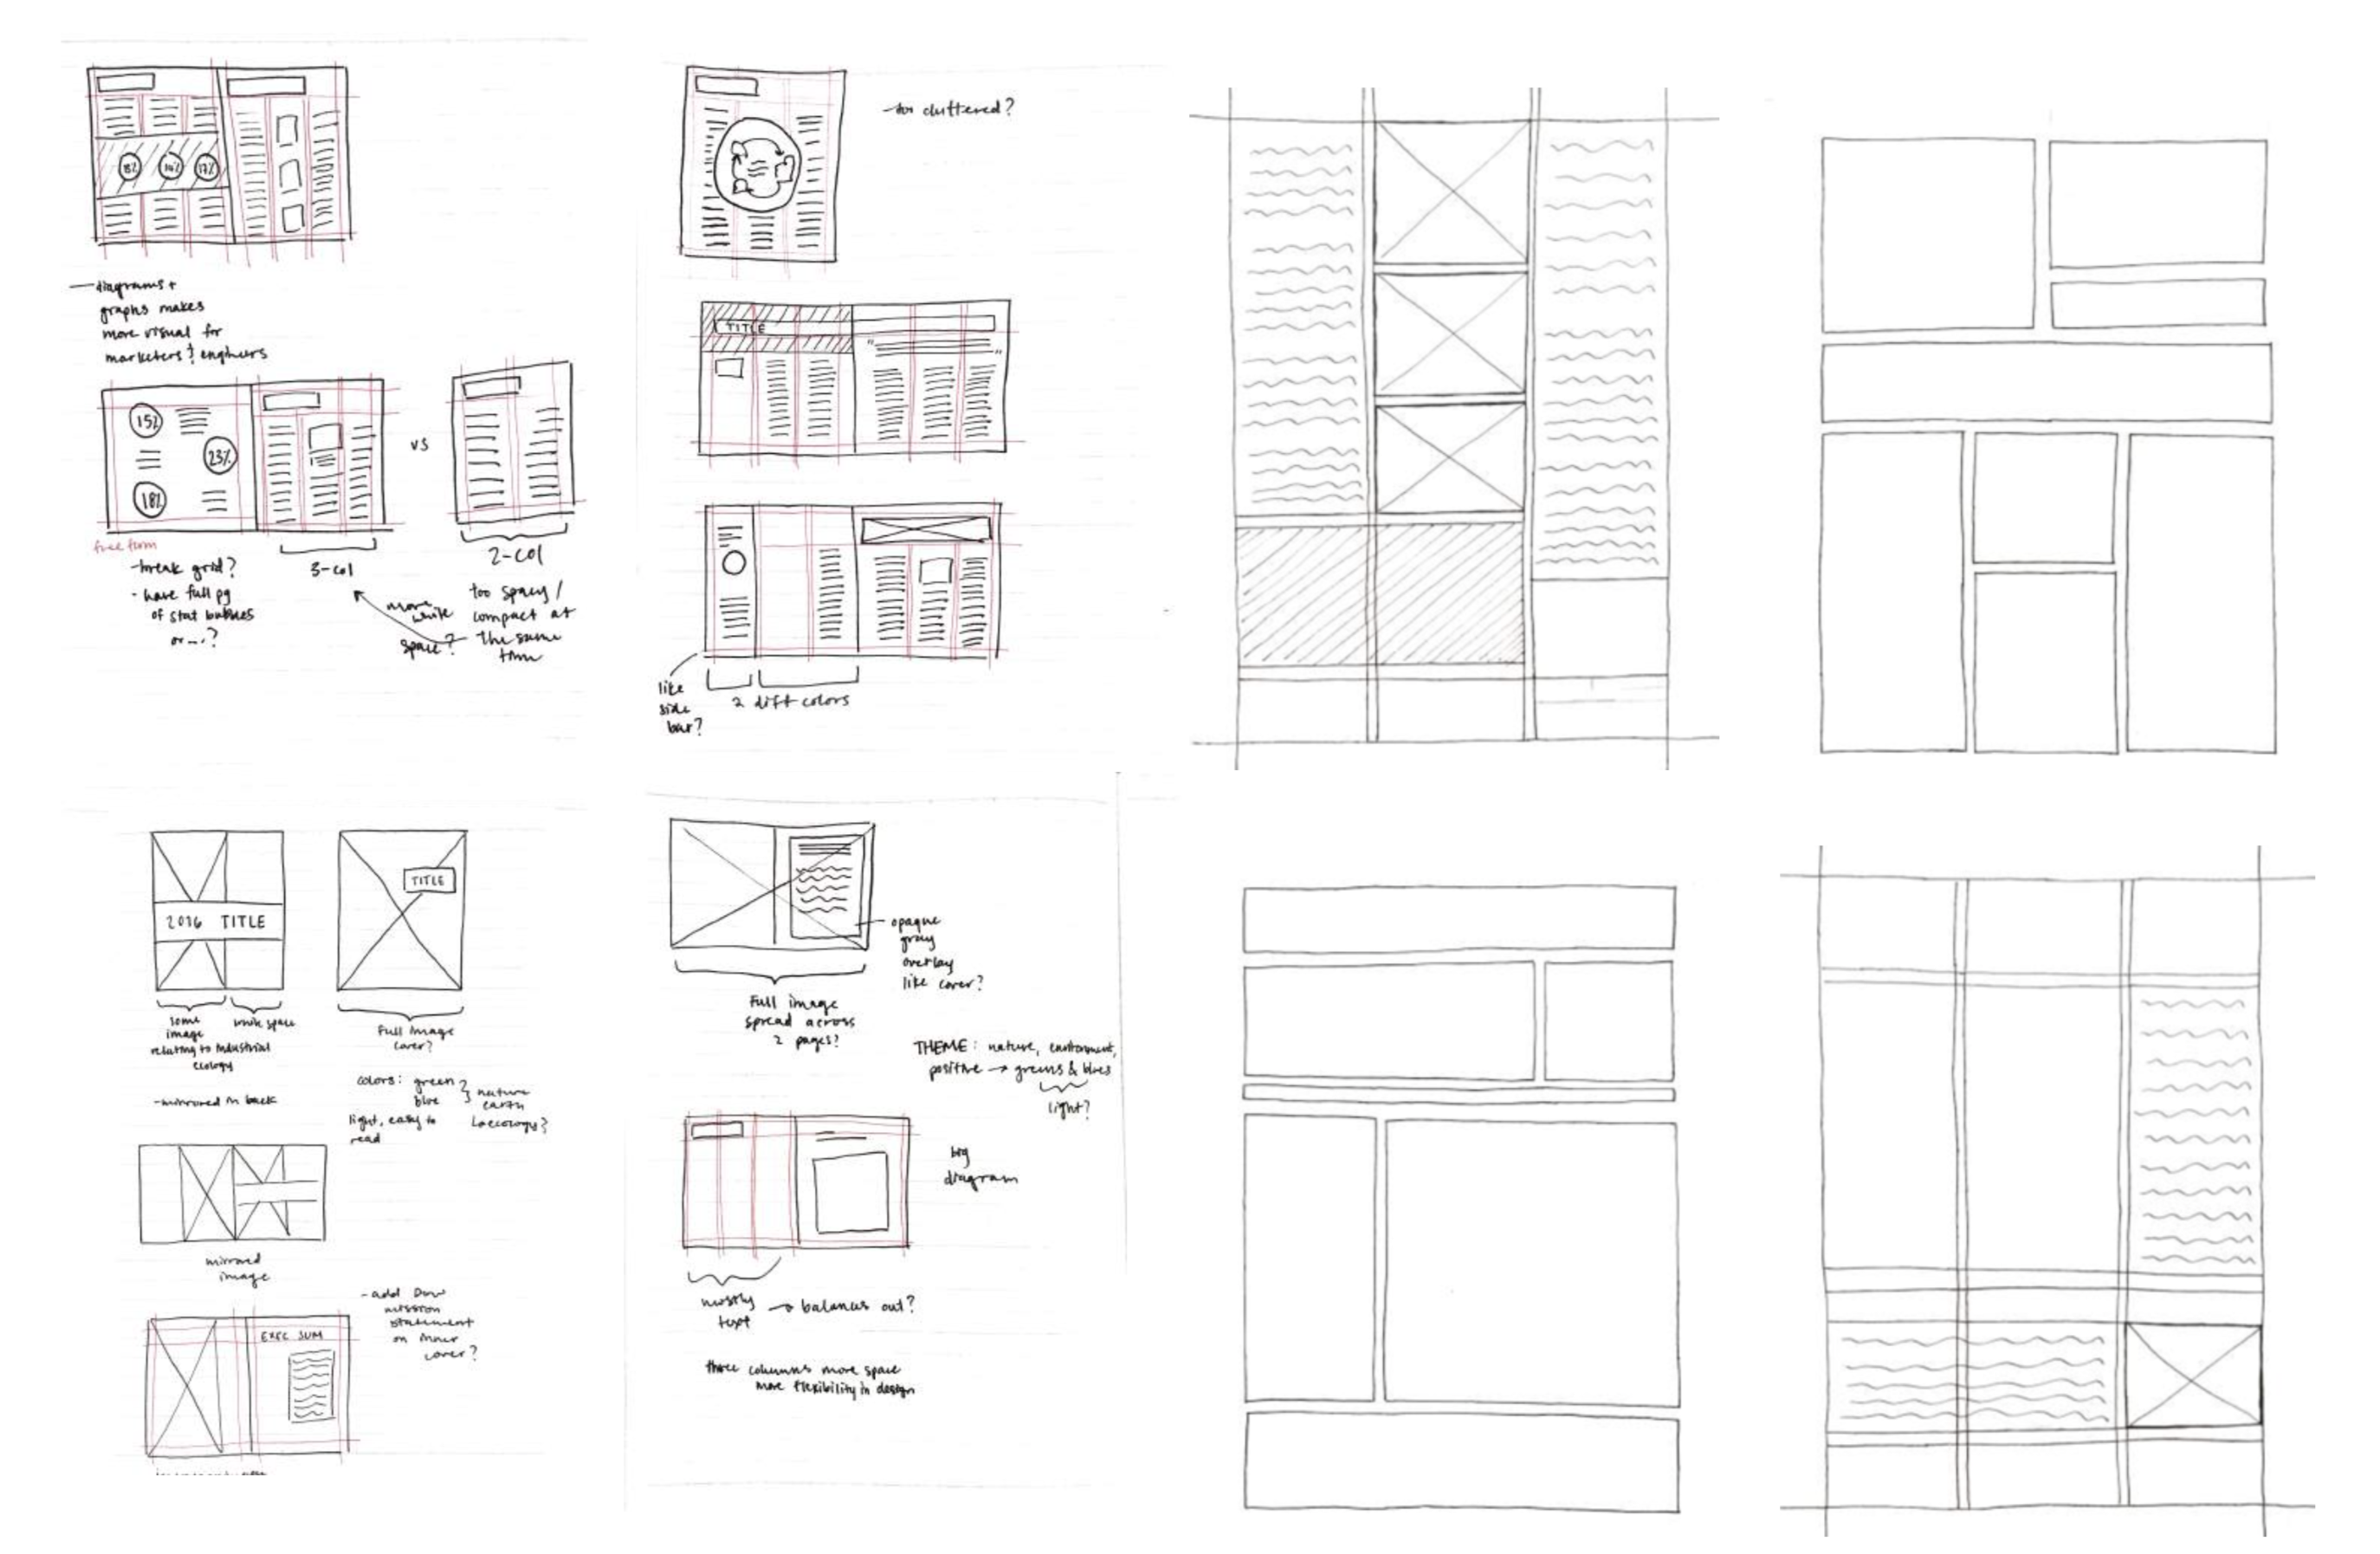 15% 14% 17%
- diagrams +
graphs makes
more visual for
marketers & engineers
15%
23%
18%
vs
free form
- break grid?
- have full pg
of stat bubbles
or ...?
3-col
2-col
more
white
space?
too spacy /
compact at
the same
time
- too cluttered?
TITLE
" "
like
side
bar?
2 diff colors
2016 TITLE
TITLE
some
image
relating to industrial
ecology
white space
Full image
cover?
- mirrored on back
colors: green
blue
nature
earth
ecology?
light, easy to
read
mirrored
image
EXEC SUM
- add Dow
mission
statement
on inner
cover?
opaque
gray
overlay
like cover?
Full image
spread across
2 pages?
THEME: nature, environment,
positive → greens & blues
light?
big
diagram
mostly
text
→ balances out?
three columns more space
more flexibility in design